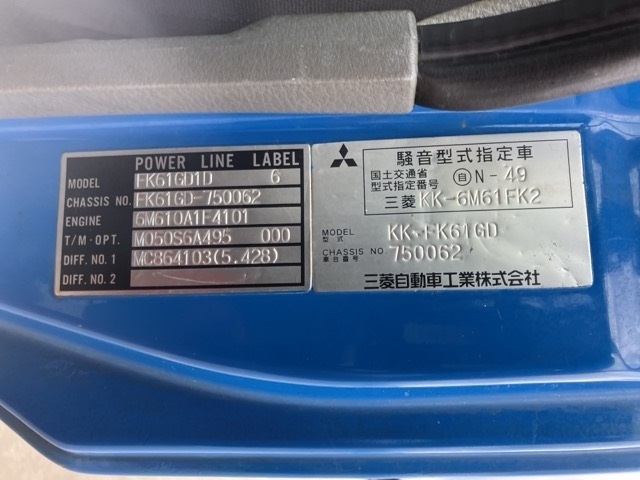 POWER LINE LABEL
MODEL FK61GD1D 6
CHASSIS NO. FK61GD-750062
ENGINE 6M610A1F4101
T/M·OPT. M050S6A495 000
DIFF. NO. 1 MC864103(5.428)
DIFF. NO. 2
騒音型式指定車
国土交通省
型式指定番号
自 N-49
三菱 KK-6M61FK2
MODEL
型式
KK-FK61GD
CHASSIS NO
車台番号
750062
三菱自動車工業株式会社